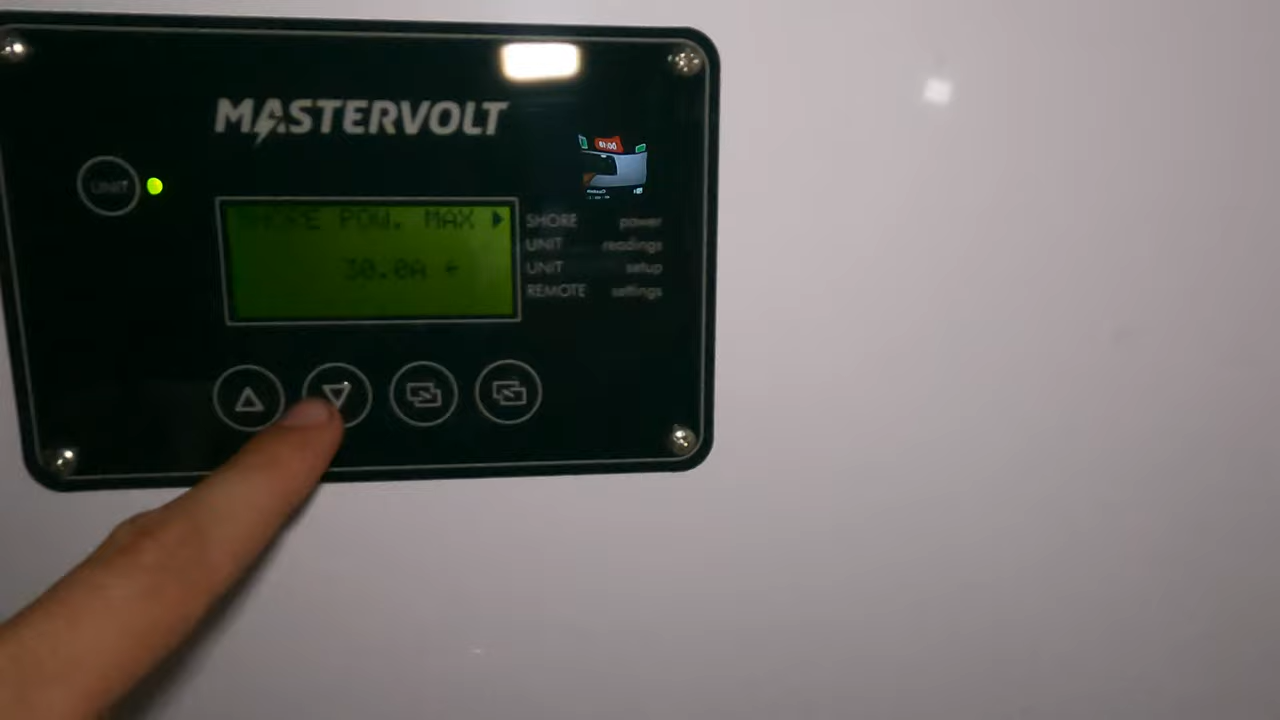 MASTERVOLT
UNIT
SHORE POW. MAX
30.0A
SHORE power
UNIT readings
UNIT setup
REMOTE settings